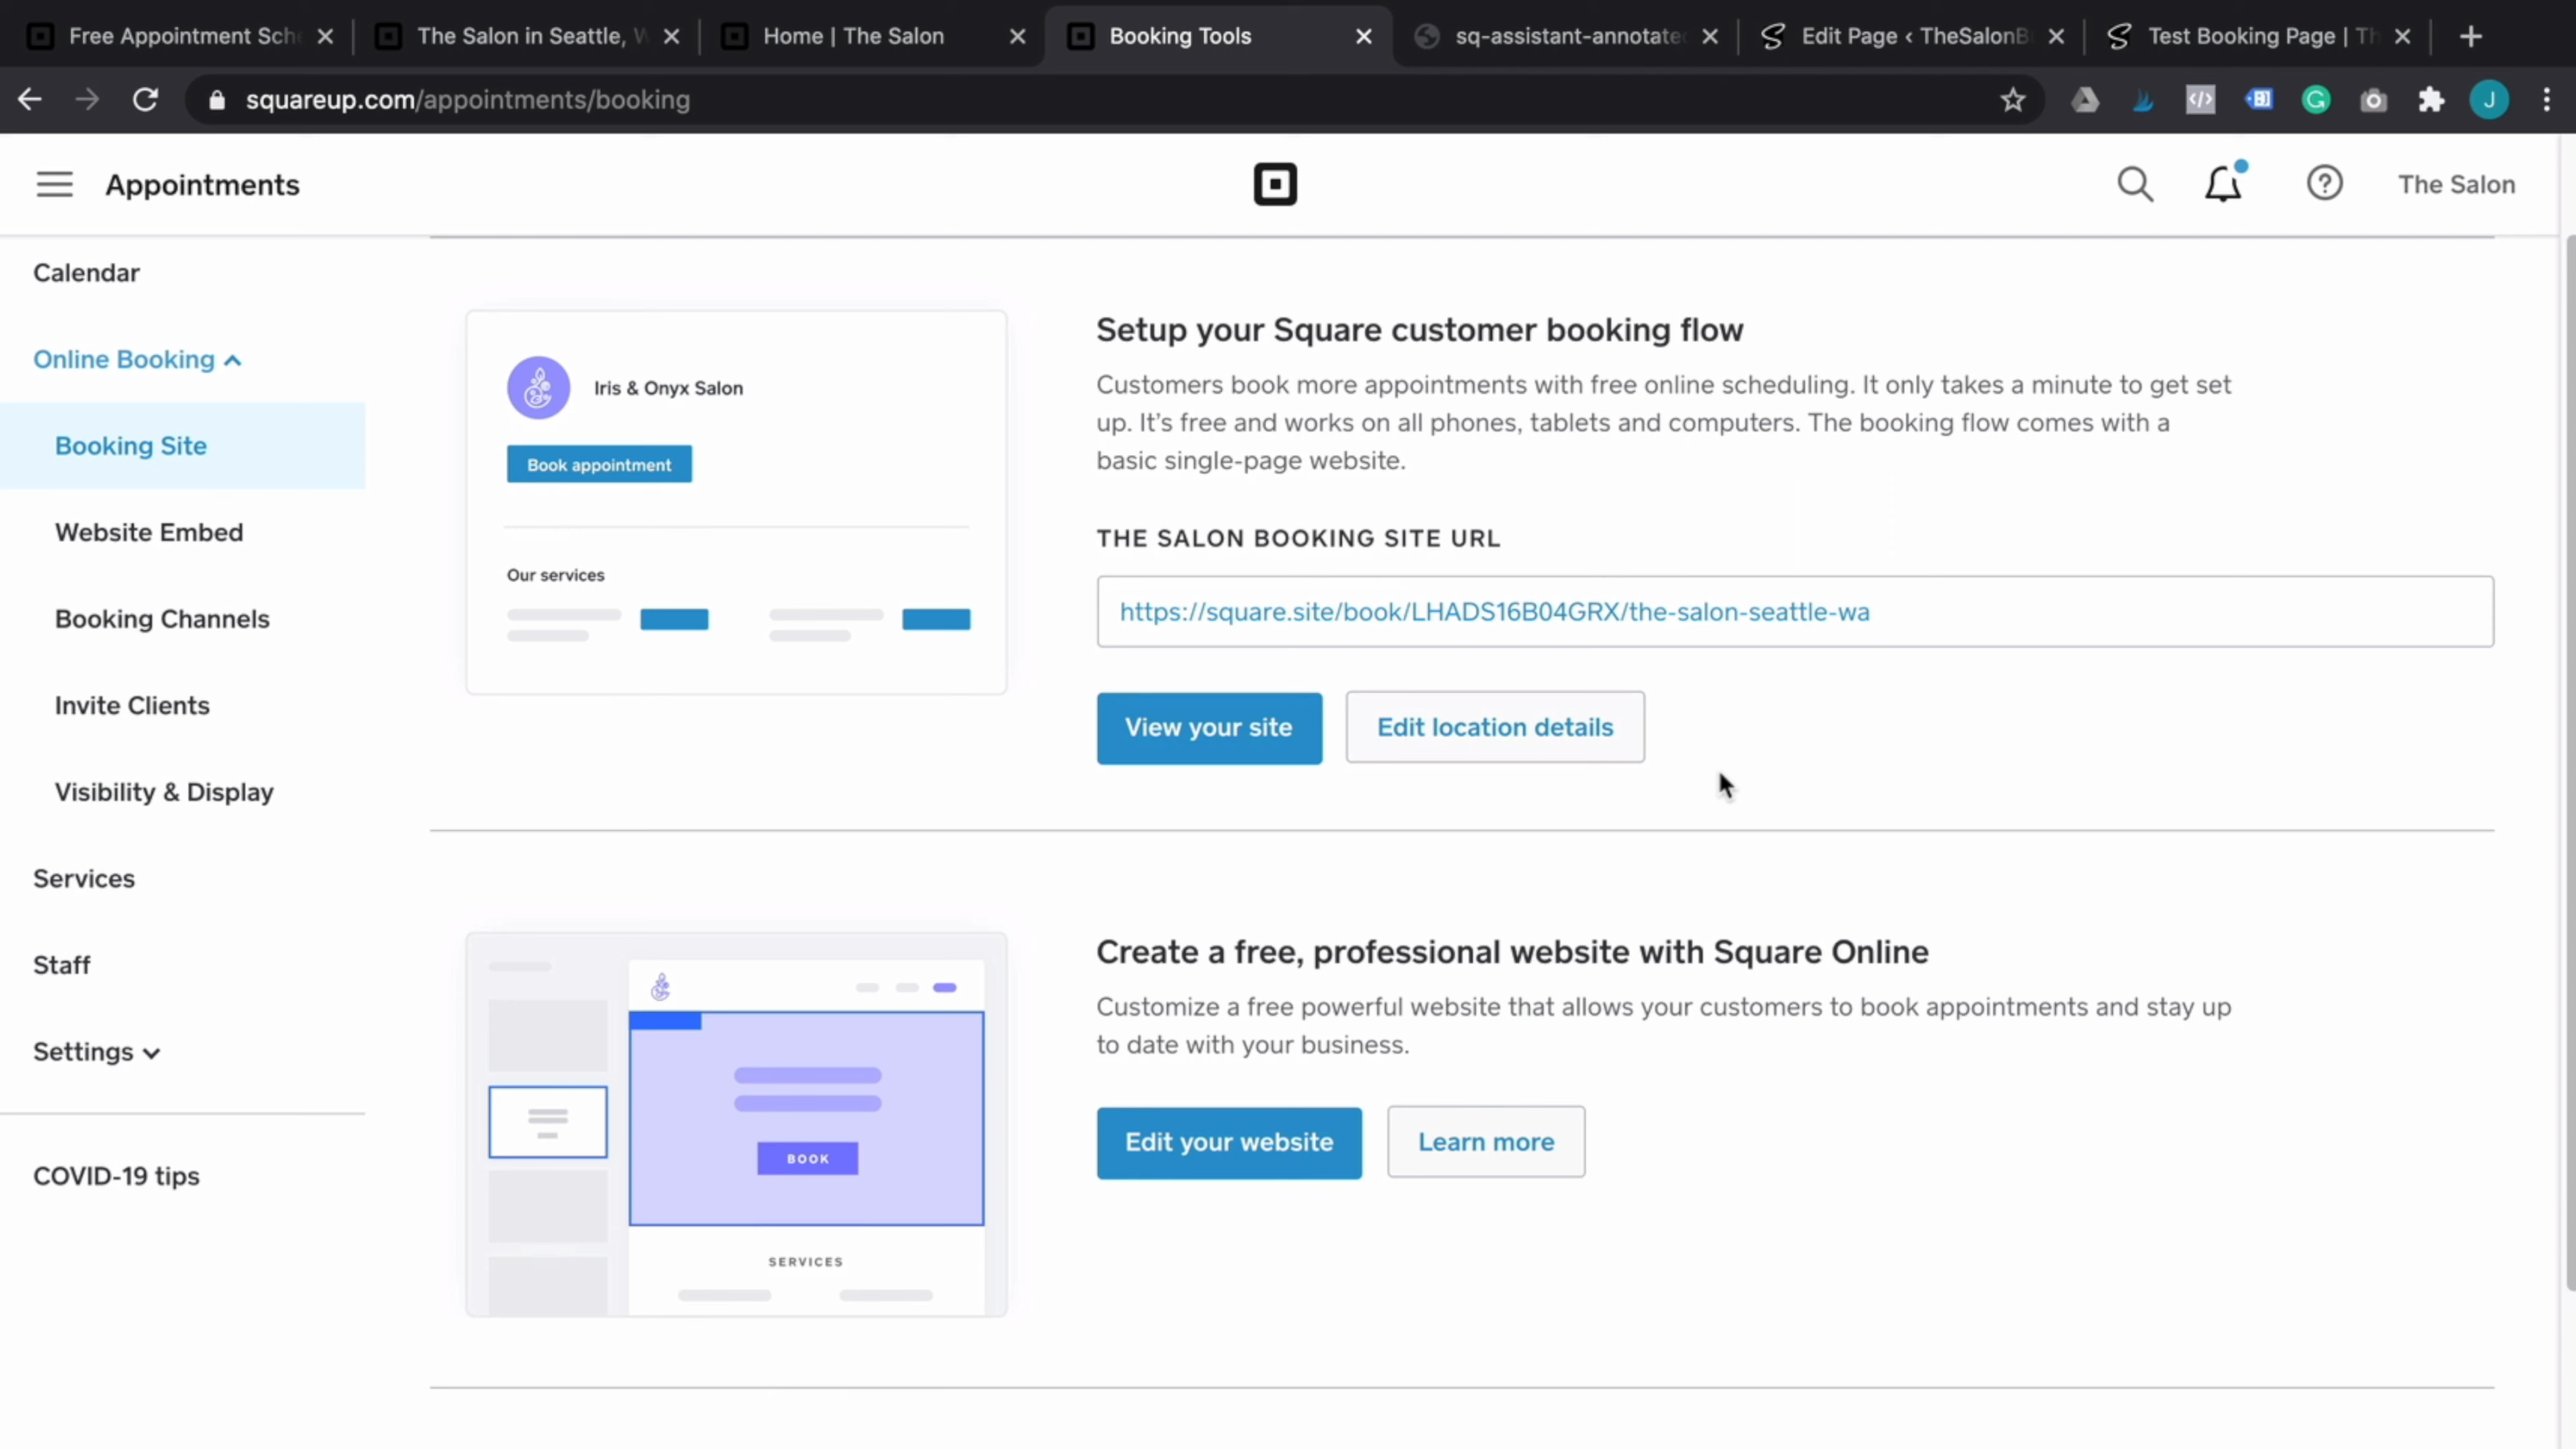 Free Appointment Sche
The Salon in Seattle, W
Home | The Salon
Booking Tools
sq-assistant-annotated
Edit Page ‹ TheSalonB
Test Booking Page | Th
squareup.com/appointments/booking
J
Appointments
The Salon
Calendar
Online Booking
Booking Site
Website Embed
Booking Channels
Invite Clients
Visibility & Display
Services
Staff
Settings
COVID-19 tips
Iris & Onyx Salon
Book appointment
Our services
Setup your Square customer booking flow
Customers book more appointments with free online scheduling. It only takes a minute to get set
up. It's free and works on all phones, tablets and computers. The booking flow comes with a
basic single-page website.
THE SALON BOOKING SITE URL
https://square.site/book/LHADS16B04GRX/the-salon-seattle-wa
View your site
Edit location details
BOOK
SERVICES
Create a free, professional website with Square Online
Customize a free powerful website that allows your customers to book appointments and stay up
to date with your business.
Edit your website
Learn more